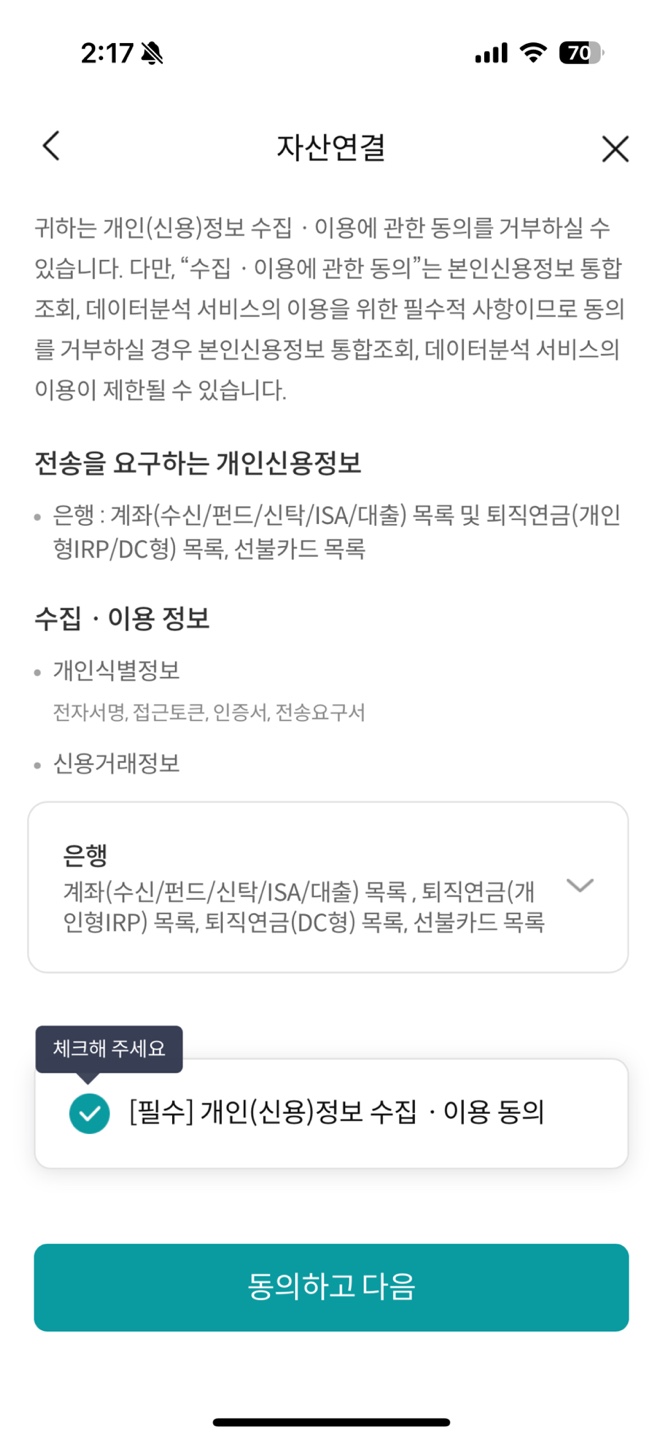 2:17
70
자산연결
귀하는 개인(신용)정보 수집 · 이용에 관한 동의를 거부하실 수
있습니다. 다만, “수집 · 이용에 관한 동의”는 본인신용정보 통합
조회, 데이터분석 서비스의 이용을 위한 필수적 사항이므로 동의
를 거부하실 경우 본인신용정보 통합조회, 데이터분석 서비스의
이용이 제한될 수 있습니다.
전송을 요구하는 개인신용정보
• 은행 : 계좌(수신/펀드/신탁/ISA/대출) 목록 및 퇴직연금(개인
형IRP/DC형) 목록, 선불카드 목록
수집 · 이용 정보
• 개인식별정보
전자서명, 접근토큰, 인증서, 전송요구서
• 신용거래정보
은행
계좌(수신/펀드/신탁/ISA/대출) 목록 , 퇴직연금(개
인형IRP) 목록, 퇴직연금(DC형) 목록, 선불카드 목록
체크해 주세요
[필수] 개인(신용)정보 수집 · 이용 동의
동의하고 다음